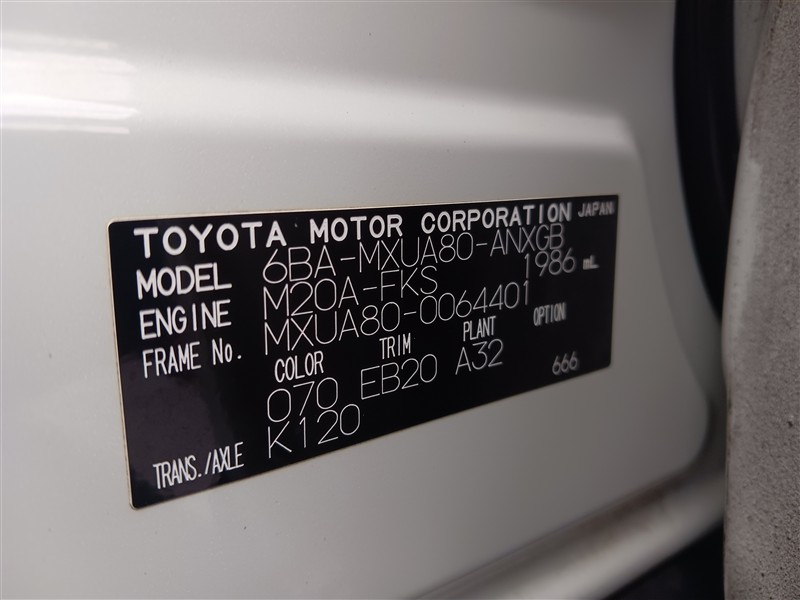 TOYOTA MOTOR CORPORATION JAPAN
MODEL 6BA-MXUA80-ANXGB
ENGINE M20A-FKS 1986 mL
FRAME No. MXUA80-0064401
COLOR TRIM PLANT OPTION
070 EB20 A32 666
TRANS./AXLE K120